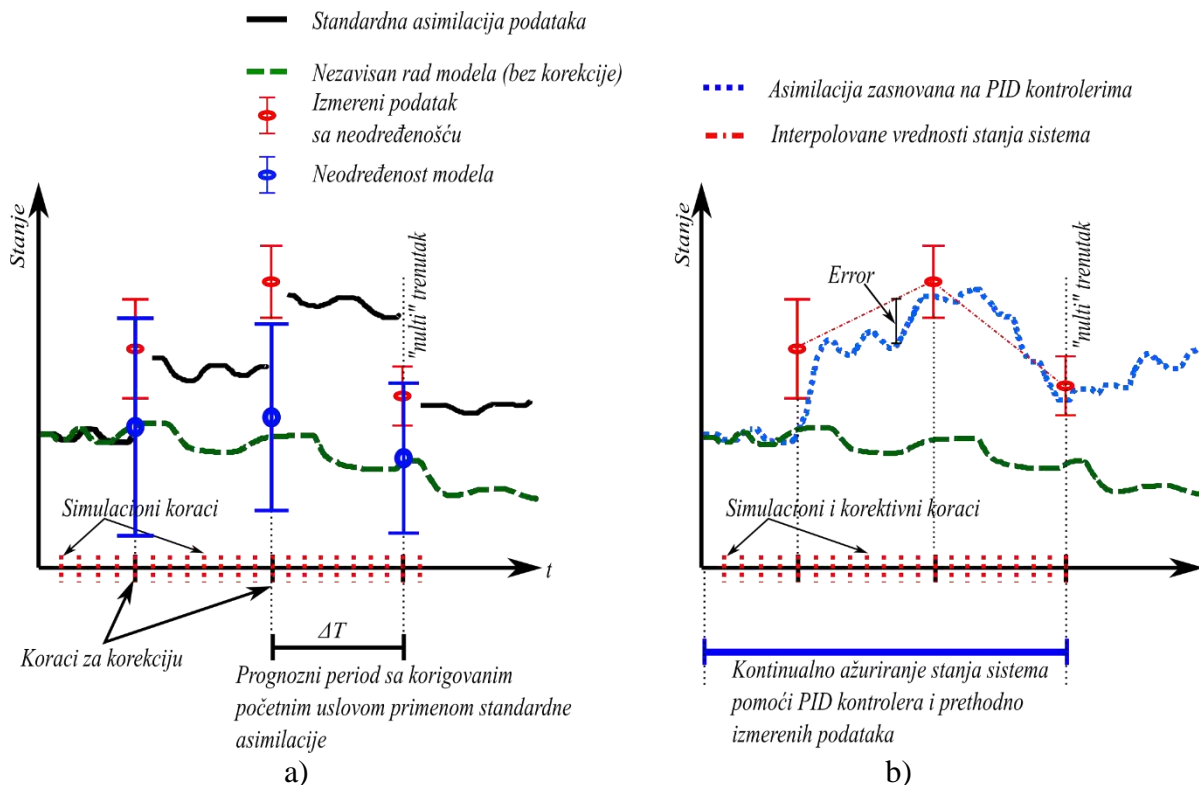 Standardna asimilacija podataka
Nezavisan rad modela (bez korekcije)
Izmereni podatak
sa neodređenošću
Neodređenost modela
Stanje
"nulti" trenutak
Simulacioni koraci
t
Koraci za korekciju
ΔT
Prognozni period sa korigovanim
početnim uslovom primenom standardne
asimilacije
a)
Asimilacija zasnovana na PID kontrolerima
Interpolovane vrednosti stanja sistema
Stanje
Error
"nulti" trenutak
Simulacioni i korektivni koraci
Kontinualno ažuriranje stanja sistema
pomoći PID kontrolera i prethodno
izmerenih podataka
b)